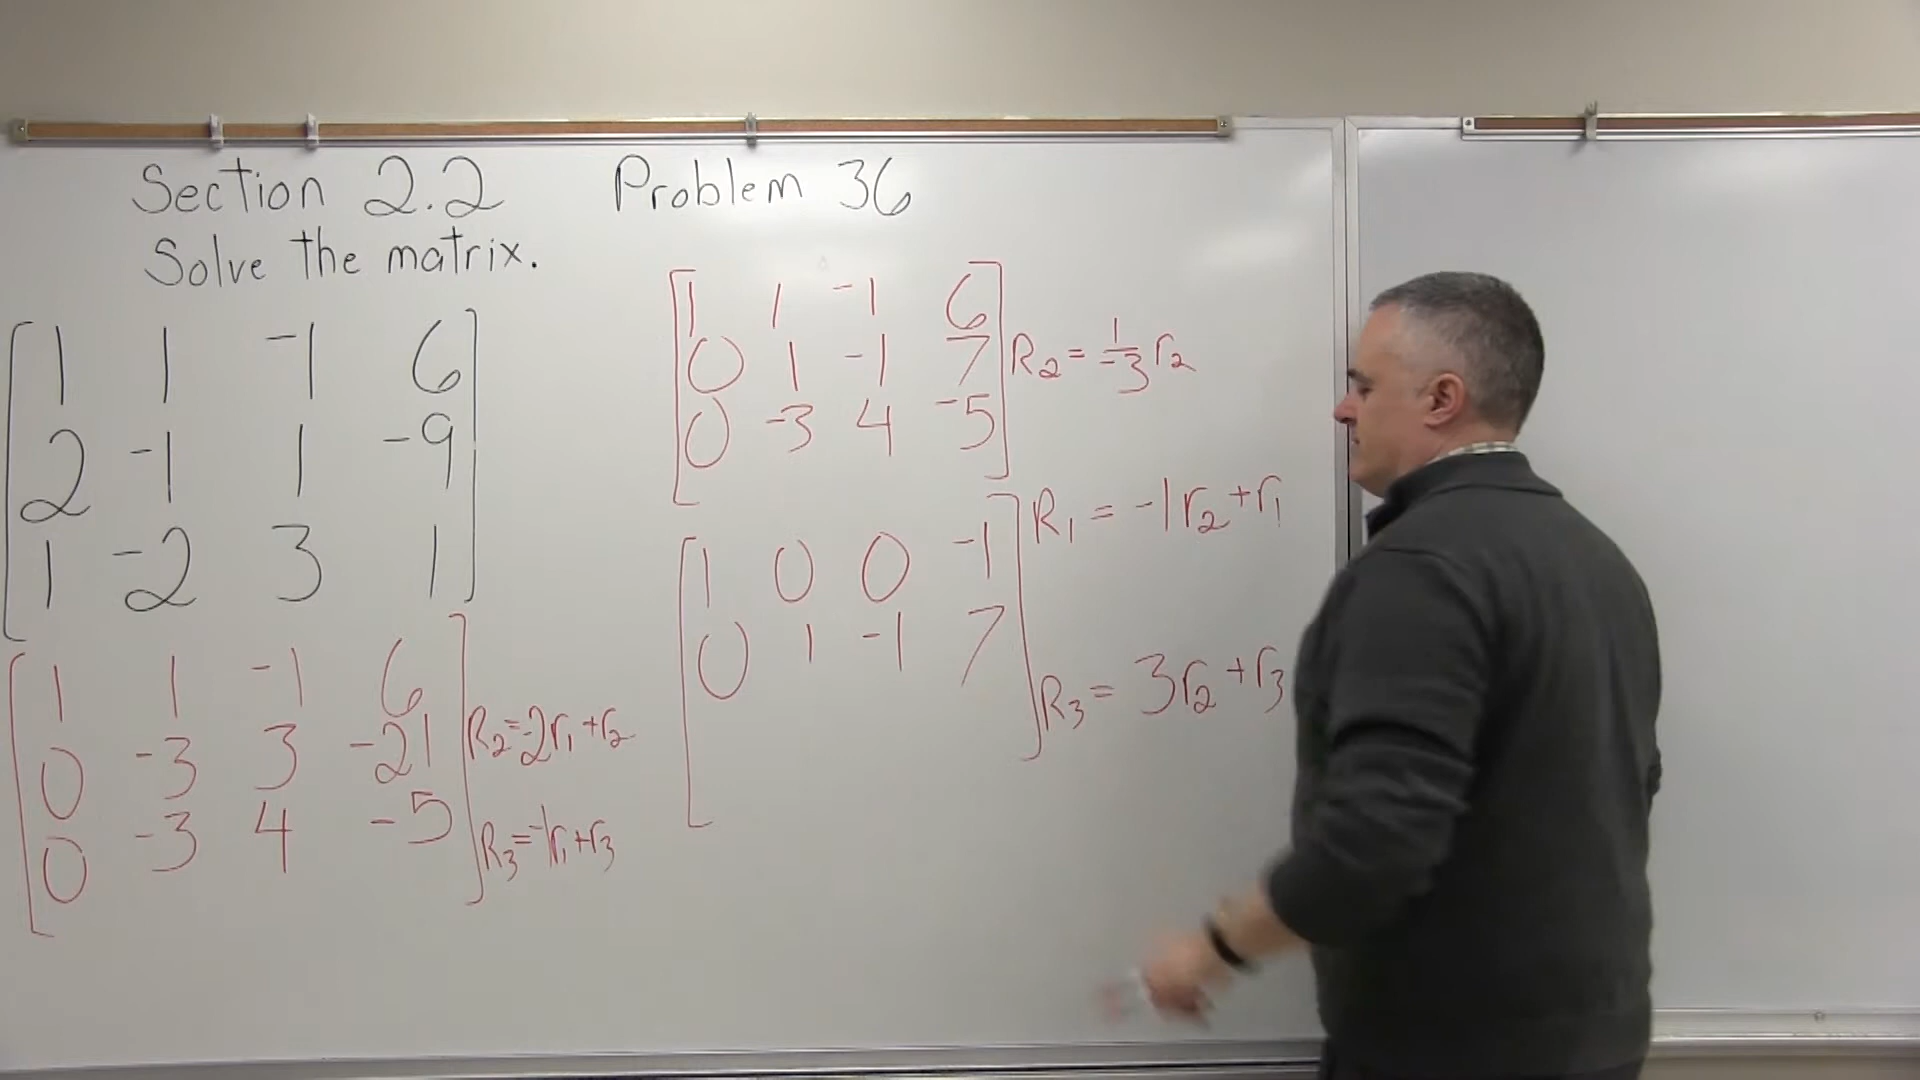 Section 2.2 Problem 36
Solve the matrix.
1 1 -1 6
2 -1 1 -9
1 -2 3 1
1 1 -1 6
0 -3 3 -21 R₂=-2r₁+r₂
0 -3 4 -5 R₃=-1r₁+r₃
1 1 -1 6
0 1 -1 7 R₂=1/-3 r₂
0 -3 4 -5
1 0 0 -1 R₁=-1r₂+r₁
0 1 -1 7
R₃=3r₂+r₃